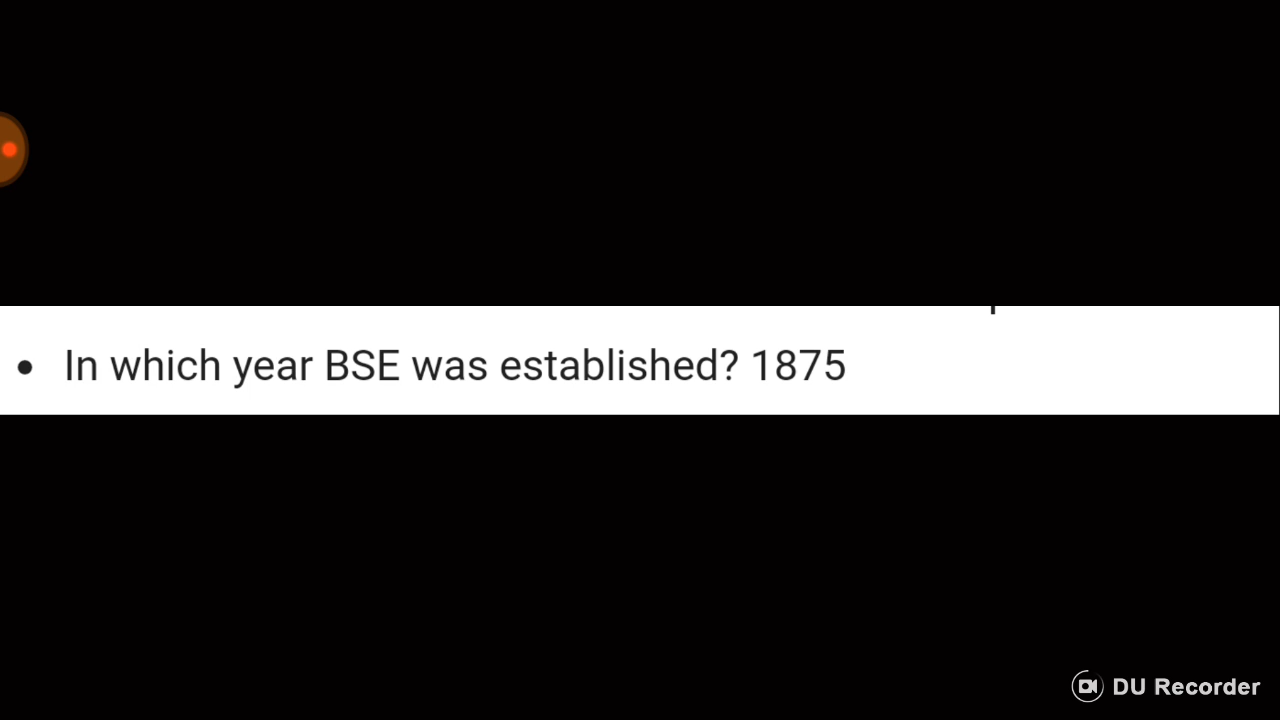 • In which year BSE was established? 1875
DU Recorder